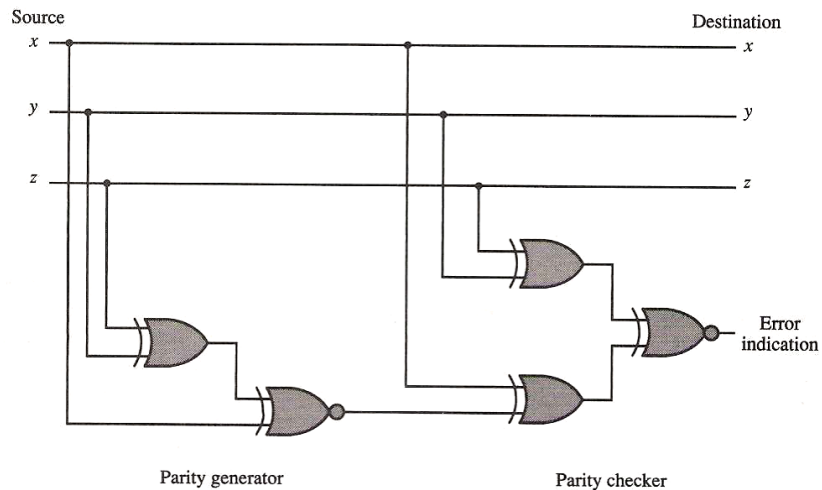 Source
Destination
x
x
y
y
z
z
Error
indication
Parity generator
Parity checker